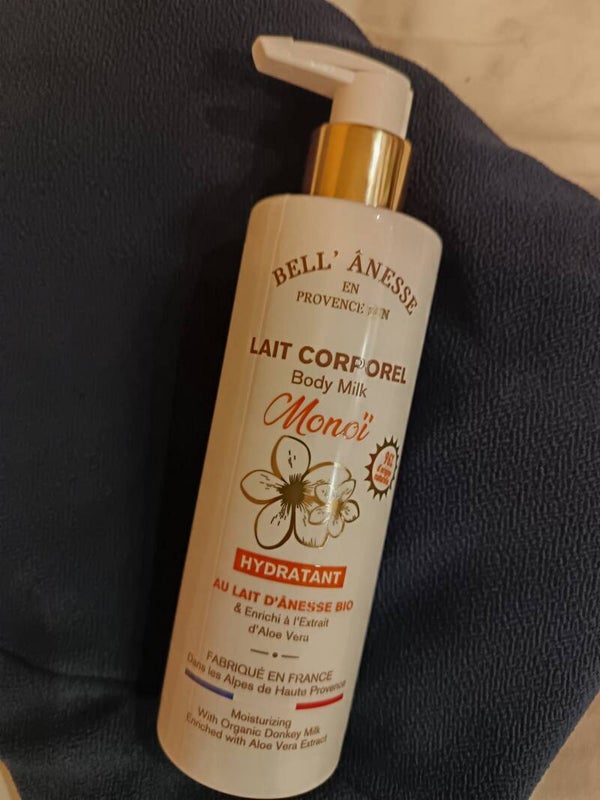 BELL' ÂNESSE
EN
PROVENCE
LAIT CORPOREL
Body Milk
Monoï
HYDRATANT
AU LAIT D'ÂNESSE BIO
& Enrichi à l'Extrait
d'Aloe Vera
FABRIQUÉ EN FRANCE
Dans les Alpes de Haute Provence
Moisturizing
With Organic Donkey Milk
Enriched with Aloe Vera Extract